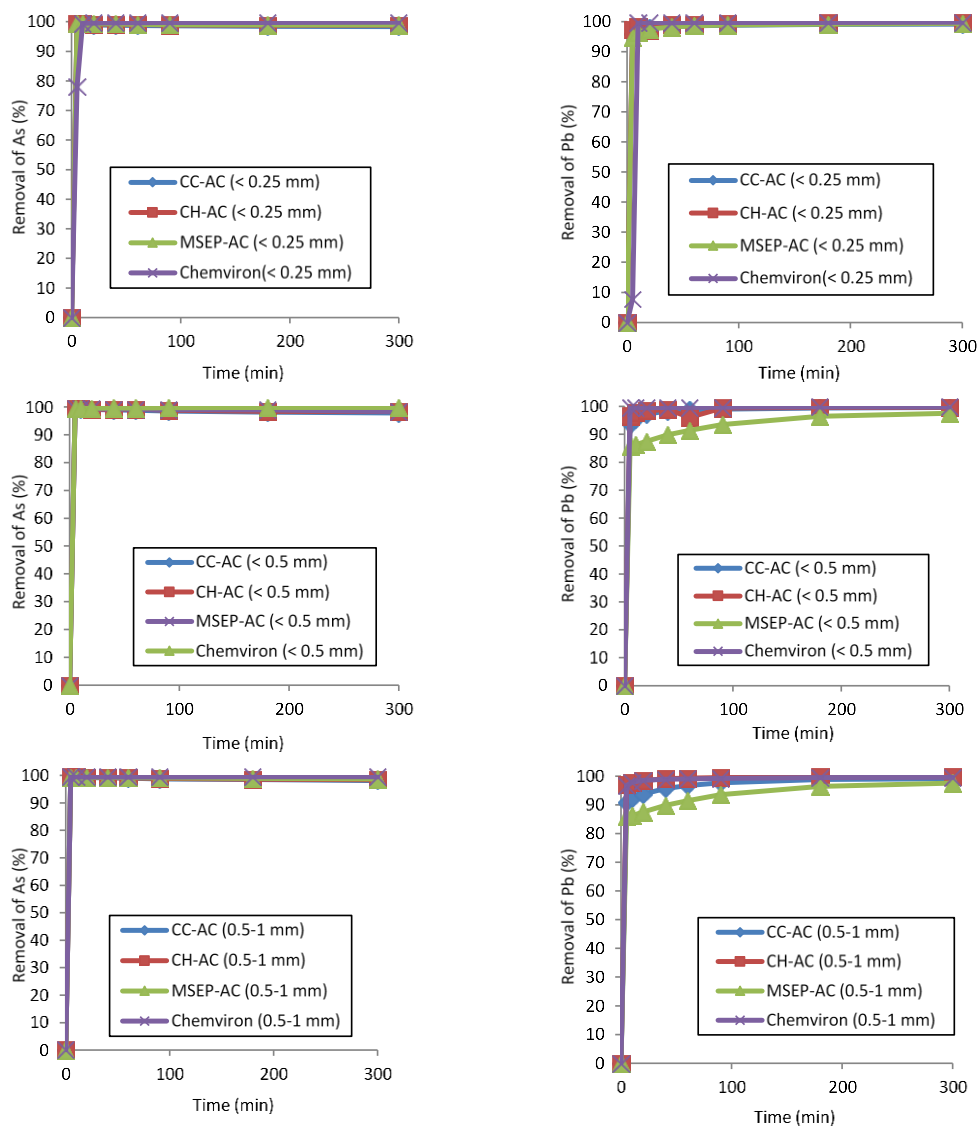 Removal of As (%)
100
90
80
70
60
50
40
30
20
10
0
CC-AC (< 0.25 mm)
CH-AC (< 0.25 mm)
MSEP-AC (< 0.25 mm)
Chemviron(< 0.25 mm)
0 100 200 300
Time (min)
Removal of Pb (%)
100
90
80
70
60
50
40
30
20
10
0
CC-AC (< 0.25 mm)
CH-AC (< 0.25 mm)
MSEP-AC (< 0.25 mm)
Chemviron(< 0.25 mm)
0 100 200 300
Time (min)
Removal of As (%)
100
90
80
70
60
50
40
30
20
10
0
CC-AC (< 0.5 mm)
CH-AC (< 0.5 mm)
MSEP-AC (< 0.5 mm)
Chemviron (< 0.5 mm)
0 100 200 300
Time (min)
Removal of Pb (%)
100
90
80
70
60
50
40
30
20
10
0
CC-AC (< 0.5 mm)
CH-AC (< 0.5 mm)
MSEP-AC (< 0.5 mm)
Chemviron (< 0.5 mm)
0 100 200 300
Time (min)
Removal of As (%)
100
90
80
70
60
50
40
30
20
10
0
CC-AC (0.5-1 mm)
CH-AC (0.5-1 mm)
MSEP-AC (0.5-1 mm)
Chemviron (0.5-1 mm)
0 100 200 300
Time (min)
Removal of Pb (%)
100
90
80
70
60
50
40
30
20
10
0
CC-AC (0.5-1 mm)
CH-AC (0.5-1 mm)
MSEP-AC (0.5-1 mm)
Chemviron (0.5-1 mm)
0 100 200 300
Time (min)